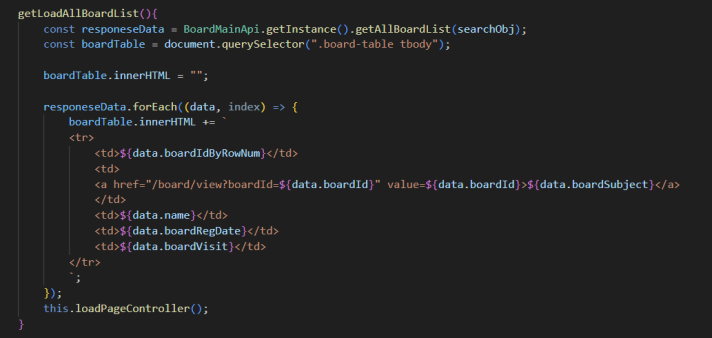 getLoadAllBoardList(){
    const responeseData = BoardMainApi.getInstance().getAllBoardList(searchObj);
    const boardTable = document.querySelector(".board-table tbody");

    boardTable.innerHTML = "";

    responeseData.forEach((data, index) => {
        boardTable.innerHTML += `
        <tr>
            <td>${data.boardIdByRowNum}</td>
            <td>
            <a href="/board/view?boardId=${data.boardId}" value=${data.boardId}>${data.boardSubject}</a>
            </td>
            <td>${data.name}</td>
            <td>${data.boardRegDate}</td>
            <td>${data.boardVisit}</td>
        </tr>
        `;
    });
    this.loadPageController();
}